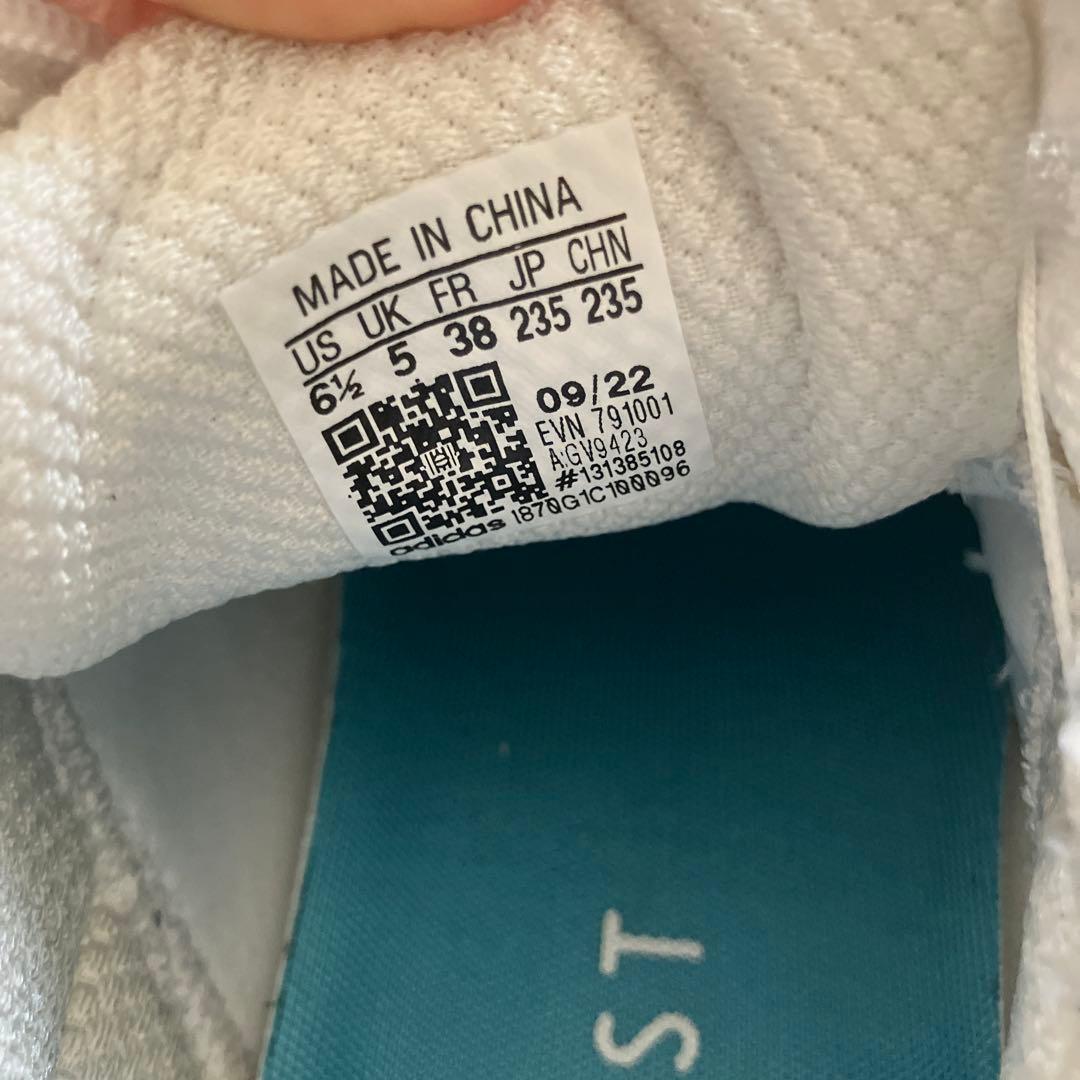 MADE IN CHINA
US UK FR JP CHN
6½ 5 38 235 235
09/22
EVN 791001
A:GV9423
#131385108
adidas 1870G1C100096
ST